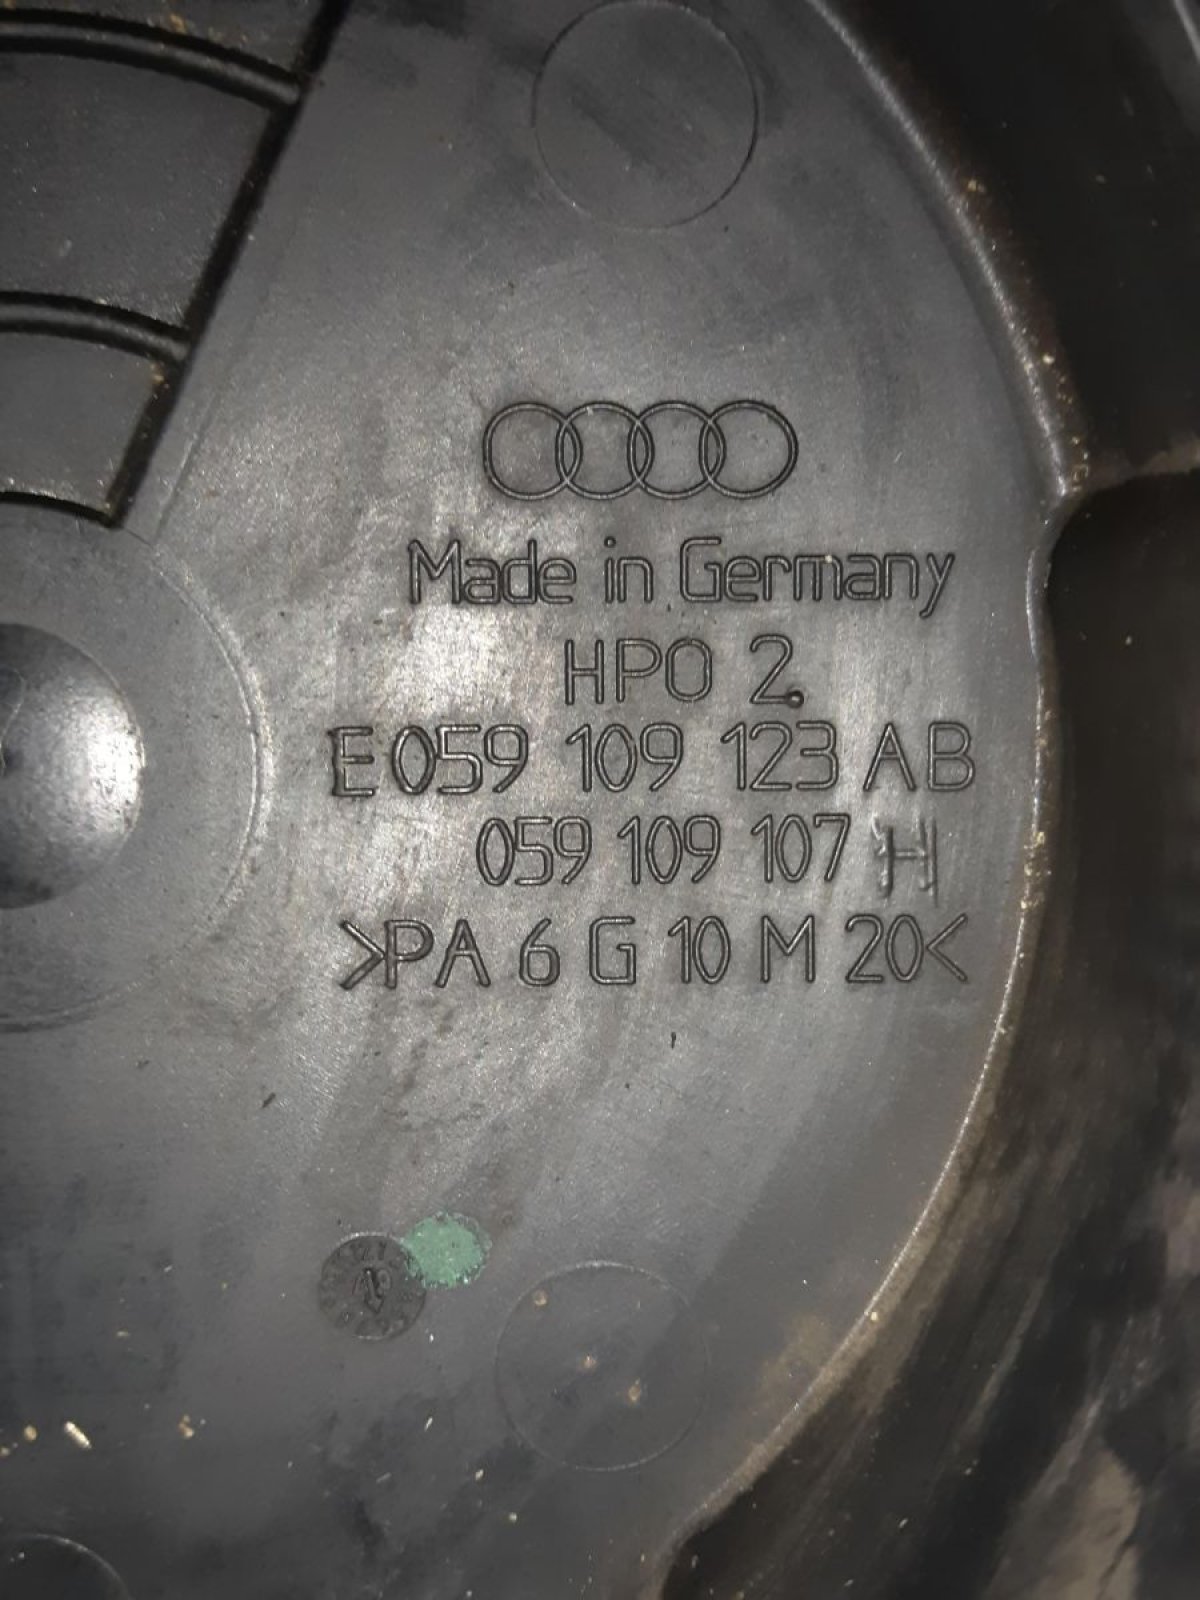 Made in Germany
HPO 2.
E 059 109 123 AB
059 109 107 H
>PA 6 G 10 M 20<